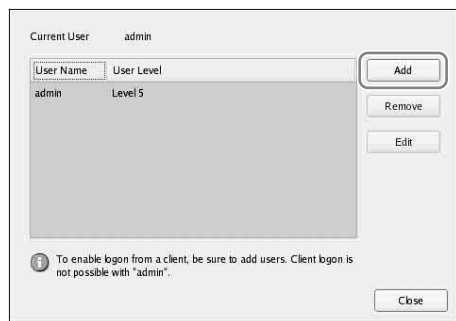 Current User admin
User Name User Level
admin Level 5
Add
Remove
Edit
To enable logon from a client, be sure to add users. Client logon is
not possible with "admin".
Close